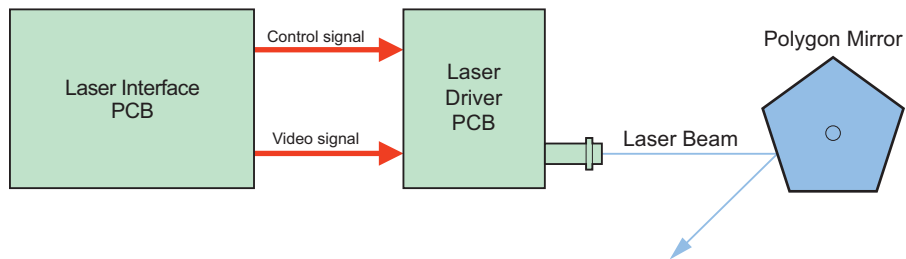 Control signal
Polygon Mirror
Laser Interface
PCB
Laser
Driver
PCB
Video signal
Laser Beam